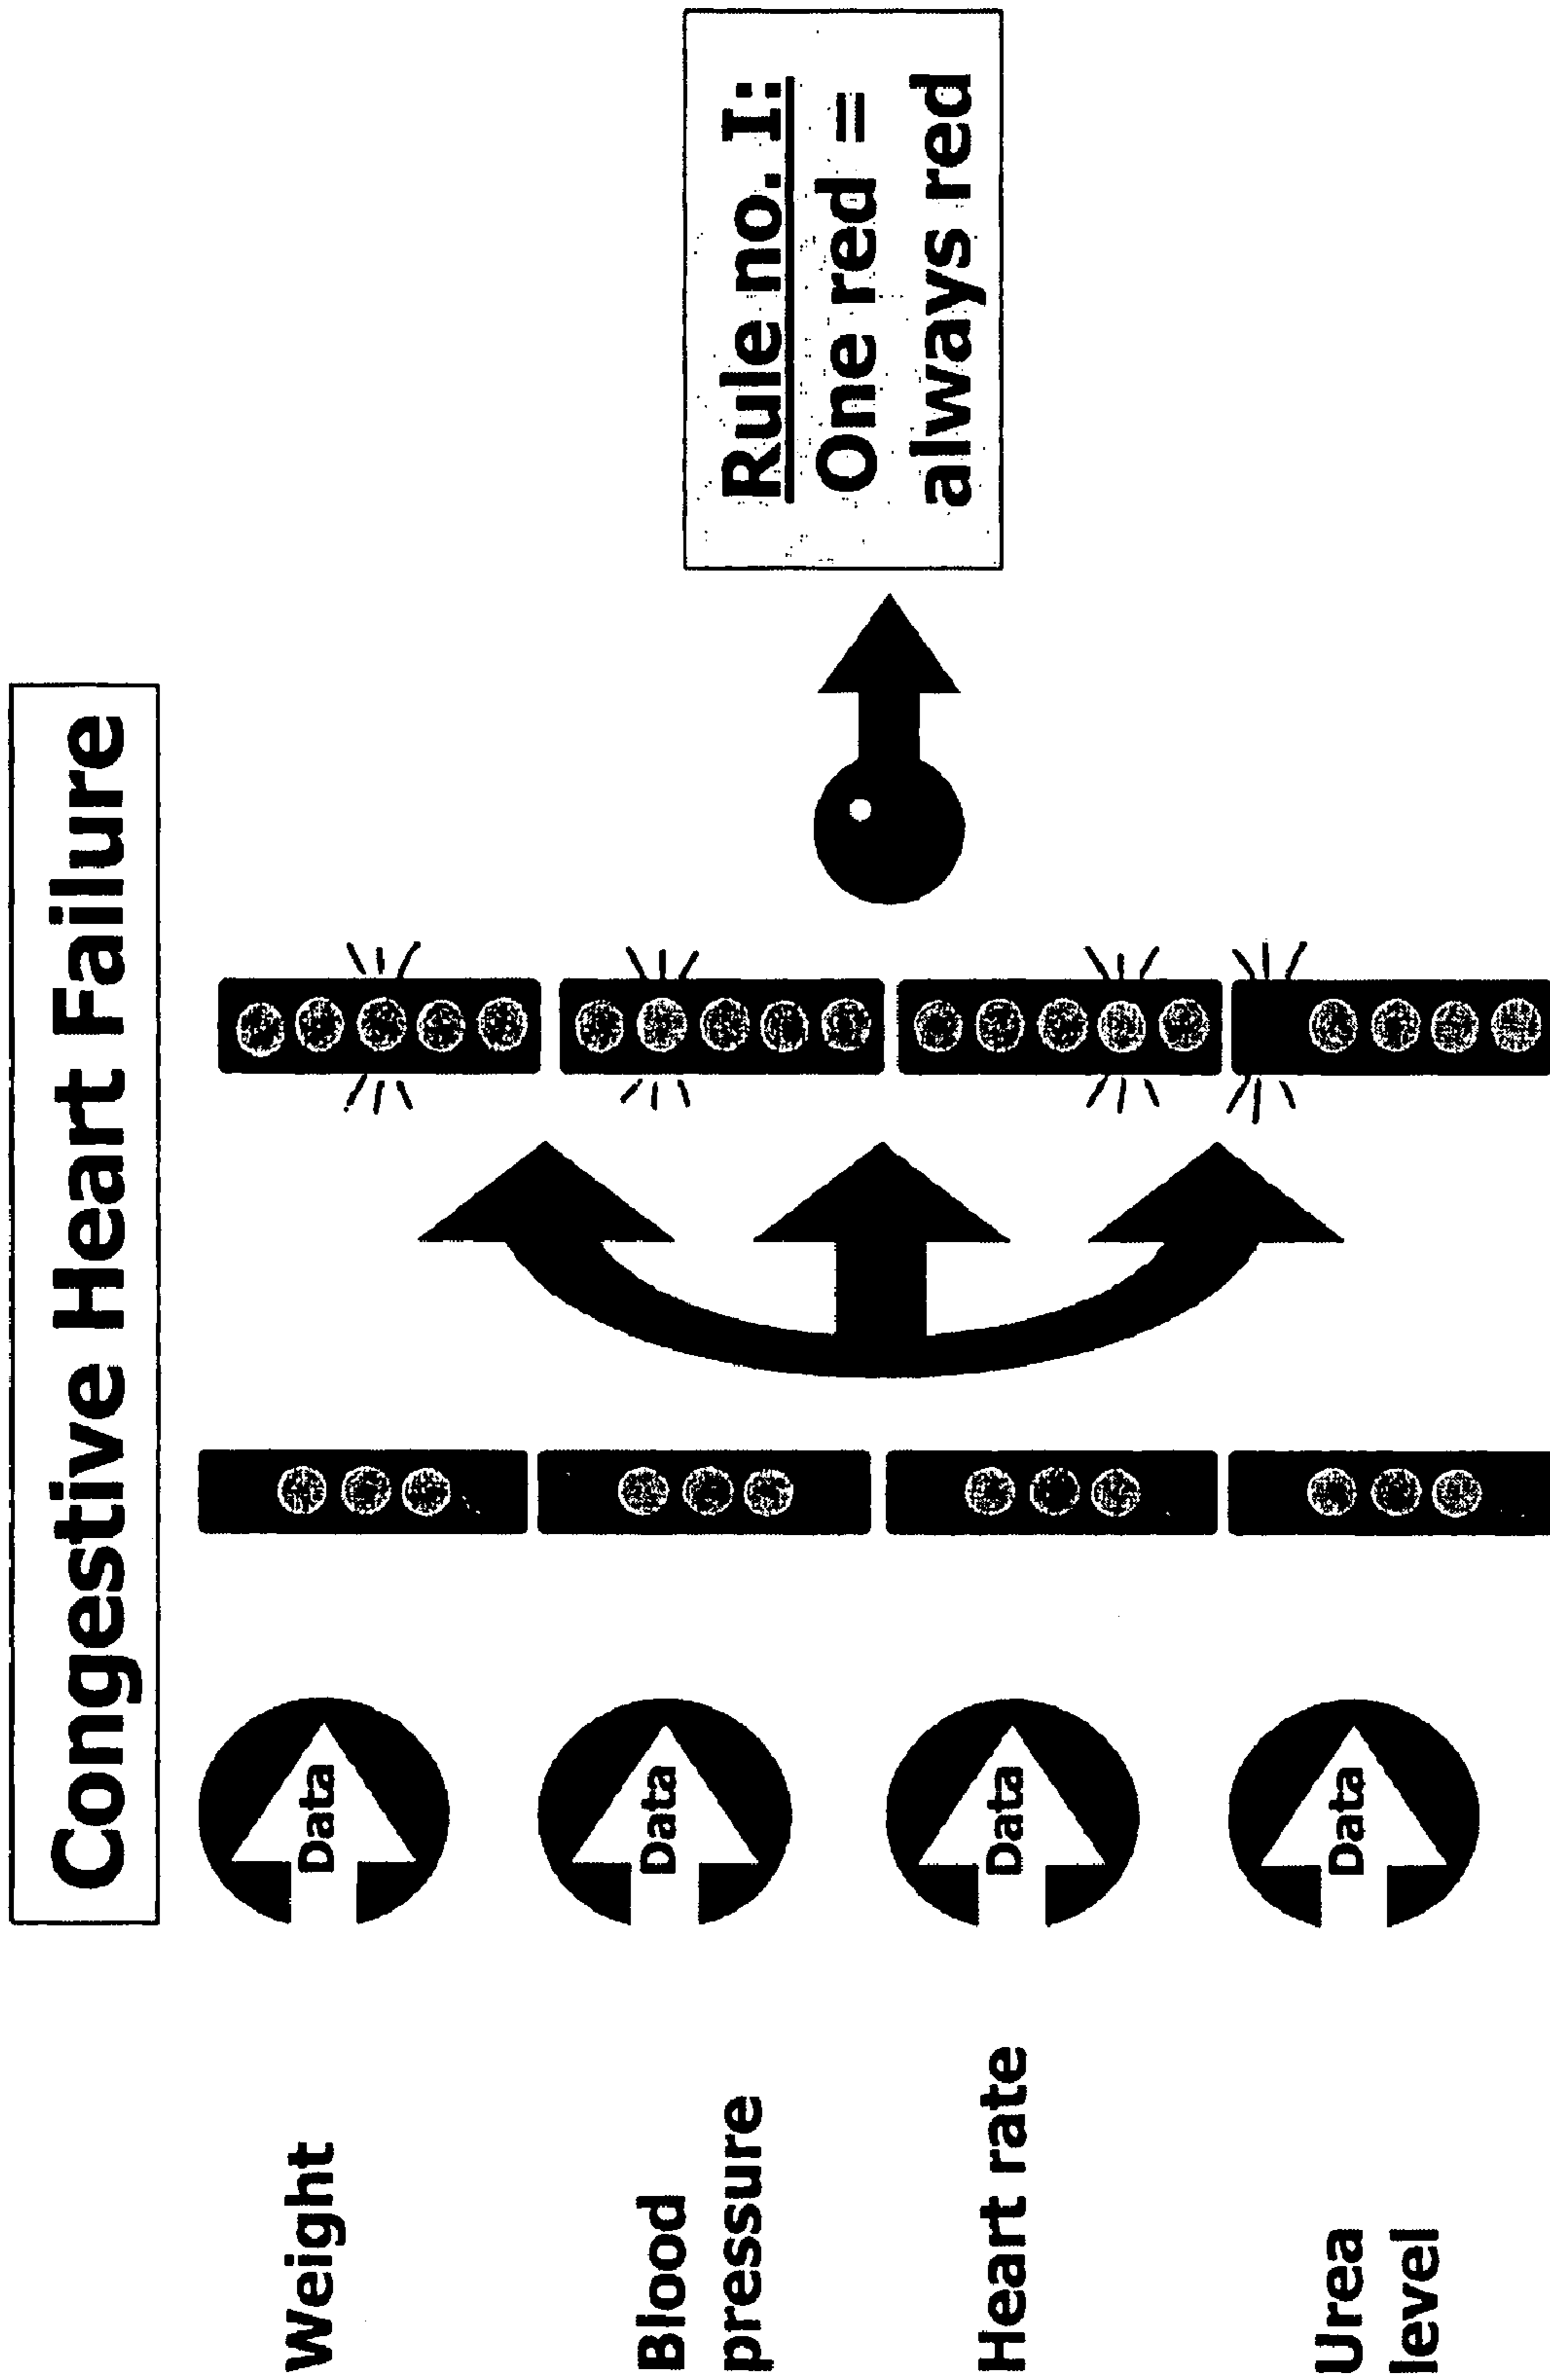 Congestive Heart Failure
Weight
Data
Blood
pressure
Data
Heart rate
Data
Urea
level
Data
Rule no. I:
One red =
always red